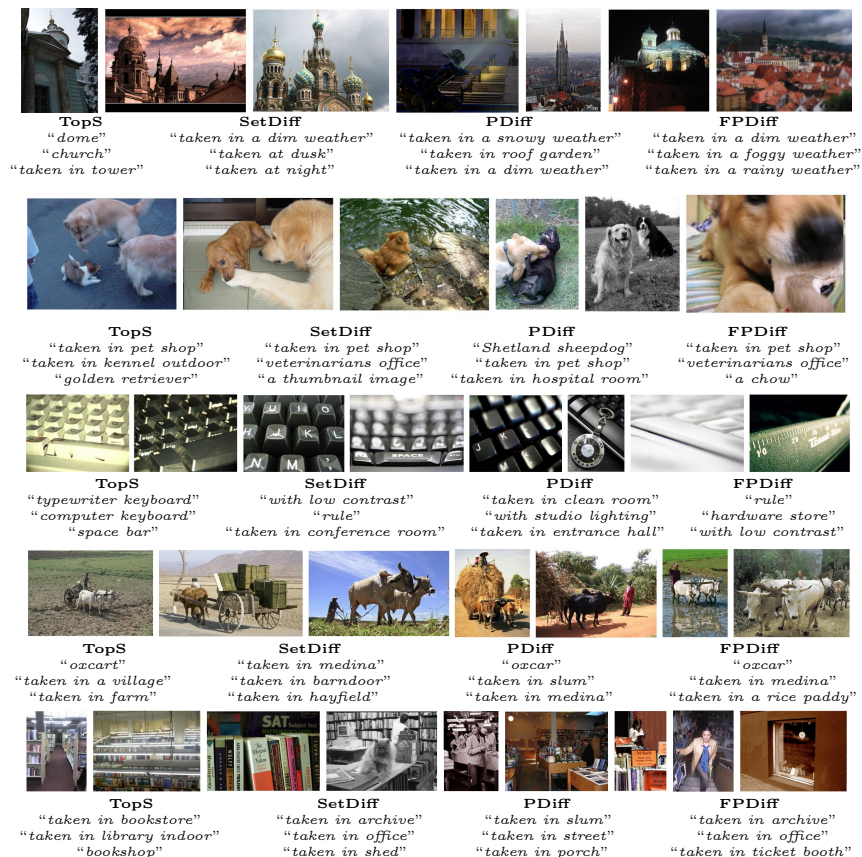 TopS SetDiff PDiff FPDiff
“dome” “taken in a dim weather” “taken in a snowy weather” “taken in a dim weather”
“church” “taken at dusk” “taken in roof garden” “taken in a foggy weather”
“taken in tower” “taken at night” “taken in a dim weather” “taken in a rainy weather”
TopS SetDiff PDiff FPDiff
“taken in pet shop” “taken in pet shop” “Shetland sheepdog” “taken in pet shop”
“taken in kennel outdoor” “veterinarians office” “taken in pet shop” “veterinarians office”
“golden retriever” “a thumbnail image” “taken in hospital room” “a chow”
Y U I O
H J K L
N M
SPACE
J K
TopS SetDiff PDiff FPDiff
“typewriter keyboard” “with low contrast” “taken in clean room” “rule”
“computer keyboard” “rule” “with studio lighting” “hardware store”
“space bar” “taken in conference room” “taken in entrance hall” “with low contrast”
TopS SetDiff PDiff FPDiff
“oxcart” “taken in medina” “oxcar” “oxcar”
“taken in a village” “taken in barndoor” “taken in slum” “taken in medina”
“taken in farm” “taken in hayfield” “taken in medina” “taken in a rice paddy”
SAT
TopS SetDiff PDiff FPDiff
“taken in bookstore” “taken in archive” “taken in slum” “taken in archive”
“taken in library indoor” “taken in office” “taken in street” “taken in office”
“bookshop” “taken in shed” “taken in porch” “taken in ticket booth”